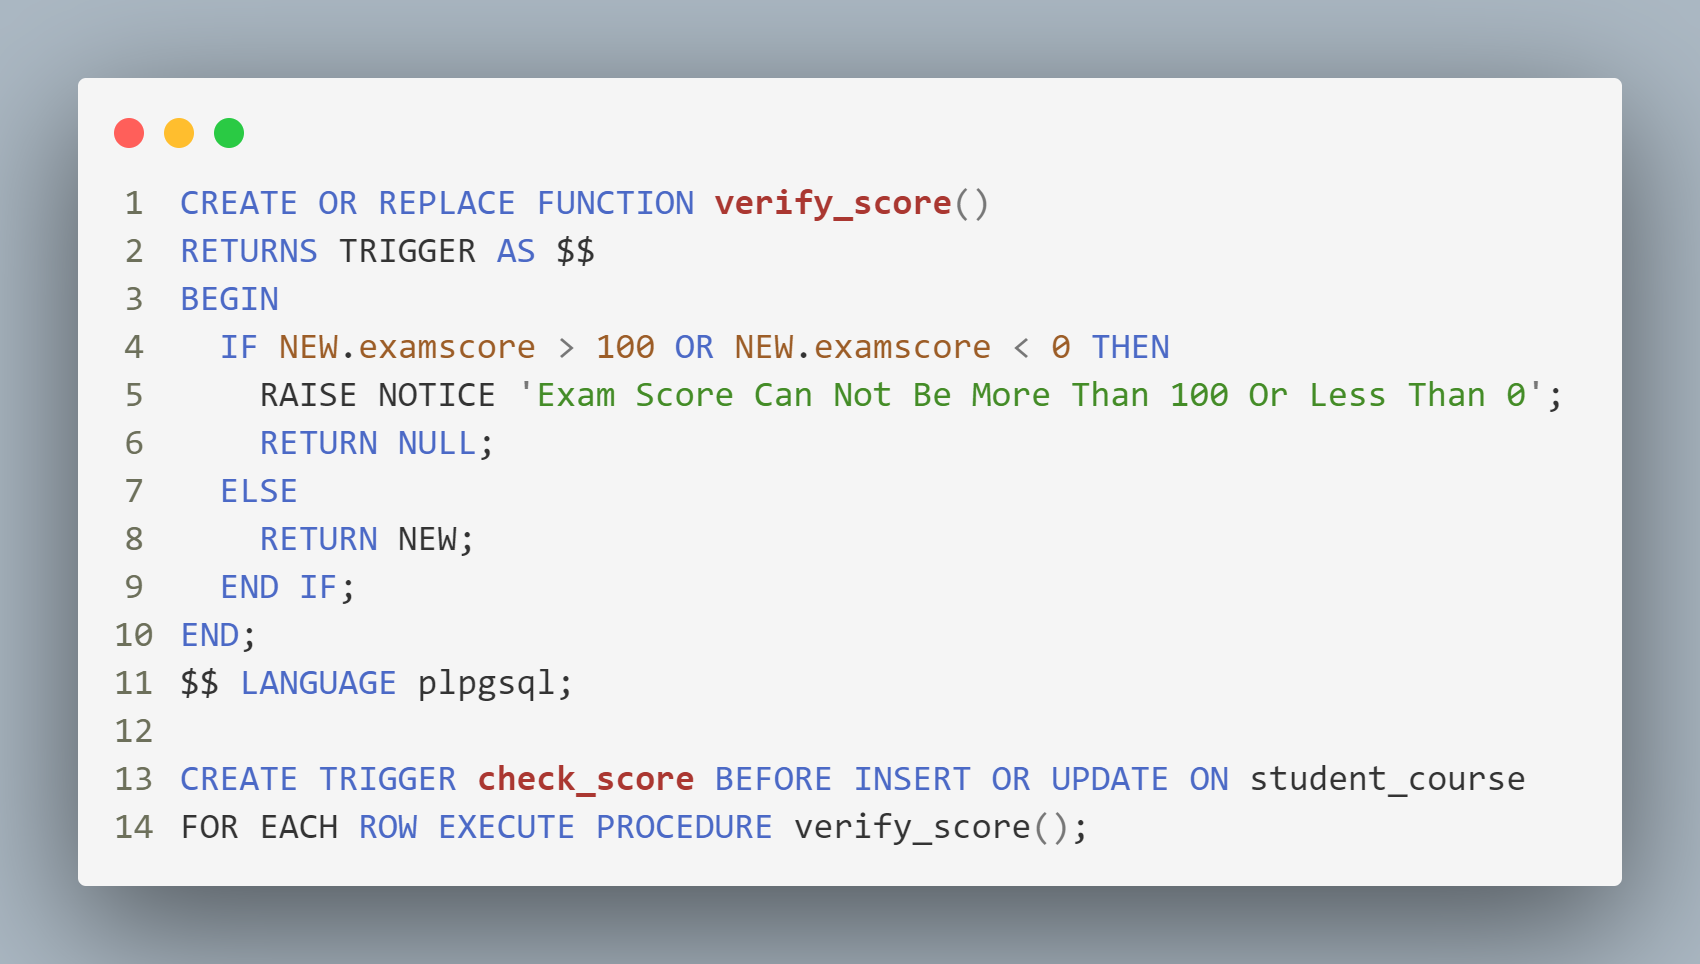 1 CREATE OR REPLACE FUNCTION verify_score()
2 RETURNS TRIGGER AS $$
3 BEGIN
4   IF NEW.examscore > 100 OR NEW.examscore < 0 THEN
5     RAISE NOTICE 'Exam Score Can Not Be More Than 100 Or Less Than 0';
6     RETURN NULL;
7   ELSE
8     RETURN NEW;
9   END IF;
10 END;
11 $$ LANGUAGE plpgsql;
12
13 CREATE TRIGGER check_score BEFORE INSERT OR UPDATE ON student_course
14 FOR EACH ROW EXECUTE PROCEDURE verify_score();